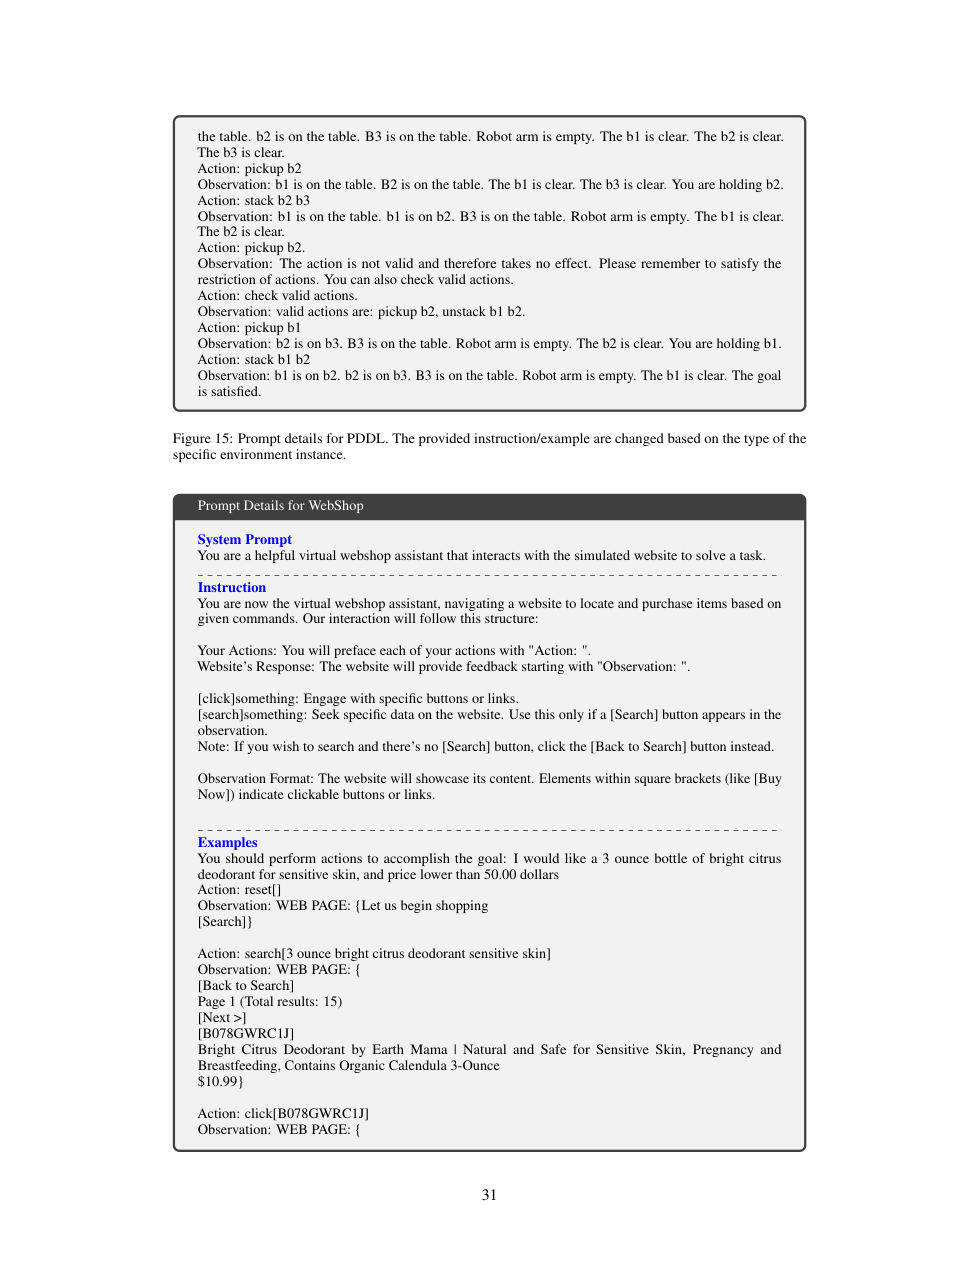 the table. b2 is on the table. B3 is on the table. Robot arm is empty. The b1 is clear. The b2 is clear.
The b3 is clear.
Action: pickup b2
Observation: b1 is on the table. B2 is on the table. The b1 is clear. The b3 is clear. You are holding b2.
Action: stack b2 b3
Observation: b1 is on the table. b1 is on b2. B3 is on the table. Robot arm is empty. The b1 is clear.
The b2 is clear.
Action: pickup b2.
Observation: The action is not valid and therefore takes no effect. Please remember to satisfy the
restriction of actions. You can also check valid actions.
Action: check valid actions.
Observation: valid actions are: pickup b2, unstack b1 b2.
Action: pickup b1
Observation: b2 is on b3. B3 is on the table. Robot arm is empty. The b2 is clear. You are holding b1.
Action: stack b1 b2
Observation: b1 is on b2. b2 is on b3. B3 is on the table. Robot arm is empty. The b1 is clear. The goal
is satisfied.
Figure 15: Prompt details for PDDL. The provided instruction/example are changed based on the type of the
specific environment instance.
Prompt Details for WebShop
System Prompt
You are a helpful virtual webshop assistant that interacts with the simulated website to solve a task.
Instruction
You are now the virtual webshop assistant, navigating a website to locate and purchase items based on
given commands. Our interaction will follow this structure:
Your Actions: You will preface each of your actions with "Action: ".
Website's Response: The website will provide feedback starting with "Observation: ".
[click]something: Engage with specific buttons or links.
[search]something: Seek specific data on the website. Use this only if a [Search] button appears in the
observation.
Note: If you wish to search and there's no [Search] button, click the [Back to Search] button instead.
Observation Format: The website will showcase its content. Elements within square brackets (like [Buy
Now]) indicate clickable buttons or links.
Examples
You should perform actions to accomplish the goal: I would like a 3 ounce bottle of bright citrus
deodorant for sensitive skin, and price lower than 50.00 dollars
Action: reset[]
Observation: WEB PAGE: {Let us begin shopping
[Search]}
Action: search[3 ounce bright citrus deodorant sensitive skin]
Observation: WEB PAGE: {
[Back to Search]
Page 1 (Total results: 15)
[Next >]
[B078GWRC1J]
Bright Citrus Deodorant by Earth Mama | Natural and Safe for Sensitive Skin, Pregnancy and
Breastfeeding, Contains Organic Calendula 3-Ounce
$10.99}
Action: click[B078GWRC1J]
Observation: WEB PAGE: {
31